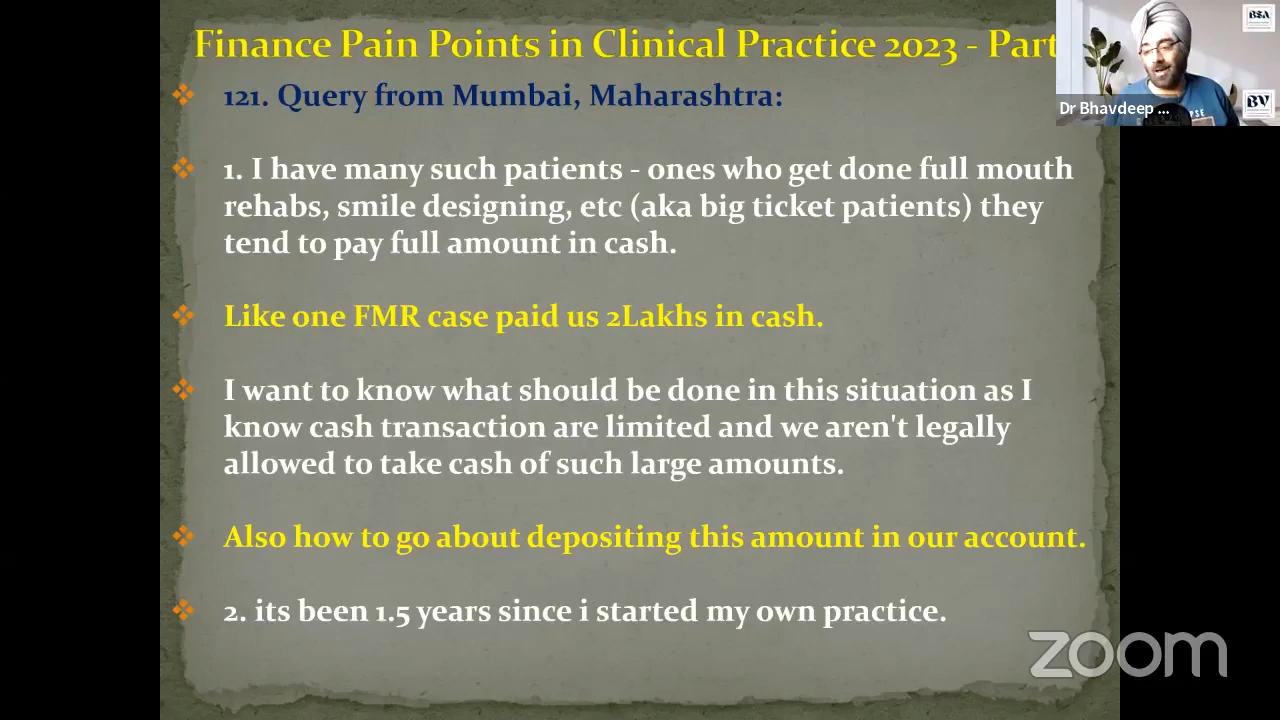 Finance Pain Points in Clinical Practice 2023 - Part
121. Query from Mumbai, Maharashtra:
1. I have many such patients - ones who get done full mouth
rehabs, smile designing, etc (aka big ticket patients) they
tend to pay full amount in cash.
Like one FMR case paid us 2Lakhs in cash.
I want to know what should be done in this situation as I
know cash transaction are limited and we aren't legally
allowed to take cash of such large amounts.
Also how to go about depositing this amount in our account.
2. its been 1.5 years since i started my own practice.
Dr Bhavdeep ...
BSA
BV
zoom